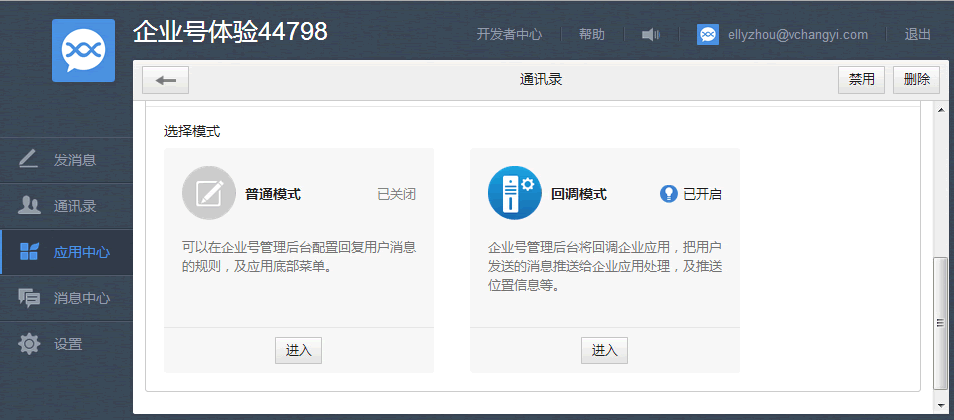 企业号体验44798
开发者中心 帮助 ellyzhou@vchangyi.com 退出
通讯录 禁用 删除
发消息
通讯录
应用中心
消息中心
设置
选择模式
普通模式 已关闭
可以在企业号管理后台配置回复用户消息
的规则，及应用底部菜单。
进入
回调模式 已开启
企业号管理后台将回调企业应用，把用户
发送的消息推送给企业应用处理，及推送
位置信息等。
进入